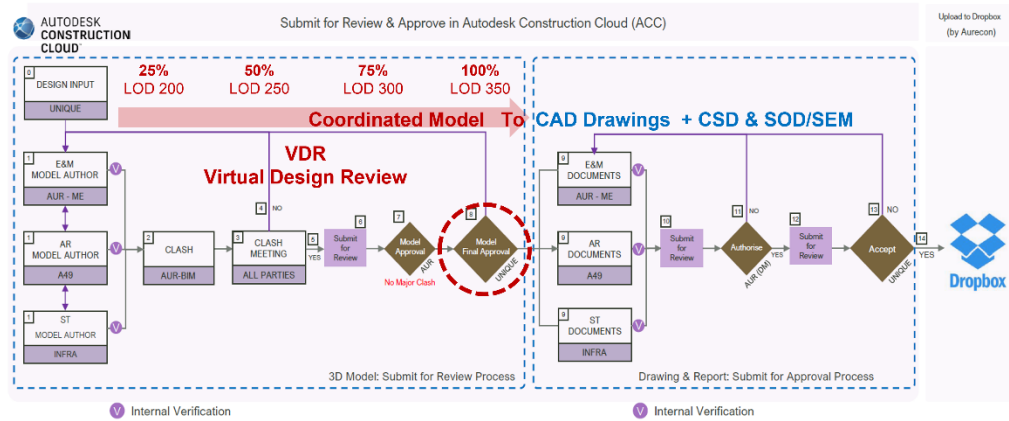 AUTODESK
CONSTRUCTION
CLOUD™
Submit for Review & Approve in Autodesk Construction Cloud (ACC)
Upload to Dropbox
(by Aurecon)
0
DESIGN INPUT
UNIQUE
25%
LOD 200
50%
LOD 250
75%
LOD 300
100%
LOD 350
Coordinated Model To CAD Drawings + CSD & SOD/SEM
VDR
Virtual Design Review
1
E&M
MODEL AUTHOR
AUR - ME
V
1
AR
MODEL AUTHOR
A49
V
1
ST
MODEL AUTHOR
INFRA
V
2
CLASH
AUR-BIM
3
CLASH
MEETING
ALL PARTIES
4
NO
5
YES
6
Submit
for
Review
7
Model
Approval
AUR
No Major Clash
8
Model
Final Approval
UNIQUE
3D Model: Submit for Review Process
9
E&M
DOCUMENTS
AUR - ME
V
9
AR
DOCUMENTS
A49
V
9
ST
DOCUMENTS
INFRA
V
10
Submit
for
Review
11
NO
Authorise
AUR (DM)
YES
12
Submit
for
Review
13
NO
Accept
UNIQUE
14
YES
Dropbox
Drawing & Report: Submit for Approval Process
V Internal Verification
V Internal Verification